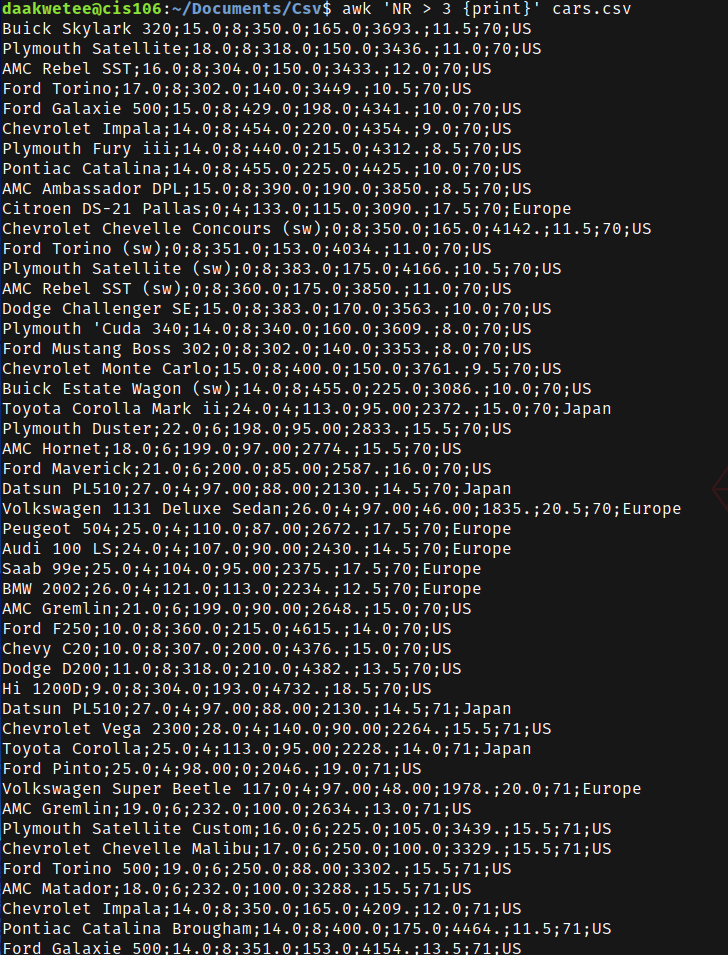 daakwetee@cis106:~/Documents/Csv$ awk 'NR > 3 {print}' cars.csv
Buick Skylark 320;15.0;8;350.0;165.0;3693.;11.5;70;US
Plymouth Satellite;18.0;8;318.0;150.0;3436.;11.0;70;US
AMC Rebel SST;16.0;8;304.0;150.0;3433.;12.0;70;US
Ford Torino;17.0;8;302.0;140.0;3449.;10.5;70;US
Ford Galaxie 500;15.0;8;429.0;198.0;4341.;10.0;70;US
Chevrolet Impala;14.0;8;454.0;220.0;4354.;9.0;70;US
Plymouth Fury iii;14.0;8;440.0;215.0;4312.;8.5;70;US
Pontiac Catalina;14.0;8;455.0;225.0;4425.;10.0;70;US
AMC Ambassador DPL;15.0;8;390.0;190.0;3850.;8.5;70;US
Citroen DS-21 Pallas;0;4;133.0;115.0;3090.;17.5;70;Europe
Chevrolet Chevelle Concours (sw);0;8;350.0;165.0;4142.;11.5;70;US
Ford Torino (sw);0;8;351.0;153.0;4034.;11.0;70;US
Plymouth Satellite (sw);0;8;383.0;175.0;4166.;10.5;70;US
AMC Rebel SST (sw);0;8;360.0;175.0;3850.;11.0;70;US
Dodge Challenger SE;15.0;8;383.0;170.0;3563.;10.0;70;US
Plymouth 'Cuda 340;14.0;8;340.0;160.0;3609.;8.0;70;US
Ford Mustang Boss 302;0;8;302.0;140.0;3353.;8.0;70;US
Chevrolet Monte Carlo;15.0;8;400.0;150.0;3761.;9.5;70;US
Buick Estate Wagon (sw);14.0;8;455.0;225.0;3086.;10.0;70;US
Toyota Corolla Mark ii;24.0;4;113.0;95.00;2372.;15.0;70;Japan
Plymouth Duster;22.0;6;198.0;95.00;2833.;15.5;70;US
AMC Hornet;18.0;6;199.0;97.00;2774.;15.5;70;US
Ford Maverick;21.0;6;200.0;85.00;2587.;16.0;70;US
Datsun PL510;27.0;4;97.00;88.00;2130.;14.5;70;Japan
Volkswagen 1131 Deluxe Sedan;26.0;4;97.00;46.00;1835.;20.5;70;Europe
Peugeot 504;25.0;4;110.0;87.00;2672.;17.5;70;Europe
Audi 100 LS;24.0;4;107.0;90.00;2430.;14.5;70;Europe
Saab 99e;25.0;4;104.0;95.00;2375.;17.5;70;Europe
BMW 2002;26.0;4;121.0;113.0;2234.;12.5;70;Europe
AMC Gremlin;21.0;6;199.0;90.00;2648.;15.0;70;US
Ford F250;10.0;8;360.0;215.0;4615.;14.0;70;US
Chevy C20;10.0;8;307.0;200.0;4376.;15.0;70;US
Dodge D200;11.0;8;318.0;210.0;4382.;13.5;70;US
Hi 1200D;9.0;8;304.0;193.0;4732.;18.5;70;US
Datsun PL510;27.0;4;97.00;88.00;2130.;14.5;71;Japan
Chevrolet Vega 2300;28.0;4;140.0;90.00;2264.;15.5;71;US
Toyota Corolla;25.0;4;113.0;95.00;2228.;14.0;71;Japan
Ford Pinto;25.0;4;98.00;0;2046.;19.0;71;US
Volkswagen Super Beetle 117;0;4;97.00;48.00;1978.;20.0;71;Europe
AMC Gremlin;19.0;6;232.0;100.0;2634.;13.0;71;US
Plymouth Satellite Custom;16.0;6;225.0;105.0;3439.;15.5;71;US
Chevrolet Chevelle Malibu;17.0;6;250.0;100.0;3329.;15.5;71;US
Ford Torino 500;19.0;6;250.0;88.00;3302.;15.5;71;US
AMC Matador;18.0;6;232.0;100.0;3288.;15.5;71;US
Chevrolet Impala;14.0;8;350.0;165.0;4209.;12.0;71;US
Pontiac Catalina Brougham;14.0;8;400.0;175.0;4464.;11.5;71;US
Ford Galaxie 500;14.0;8;351.0;153.0;4154.;13.5;71;US